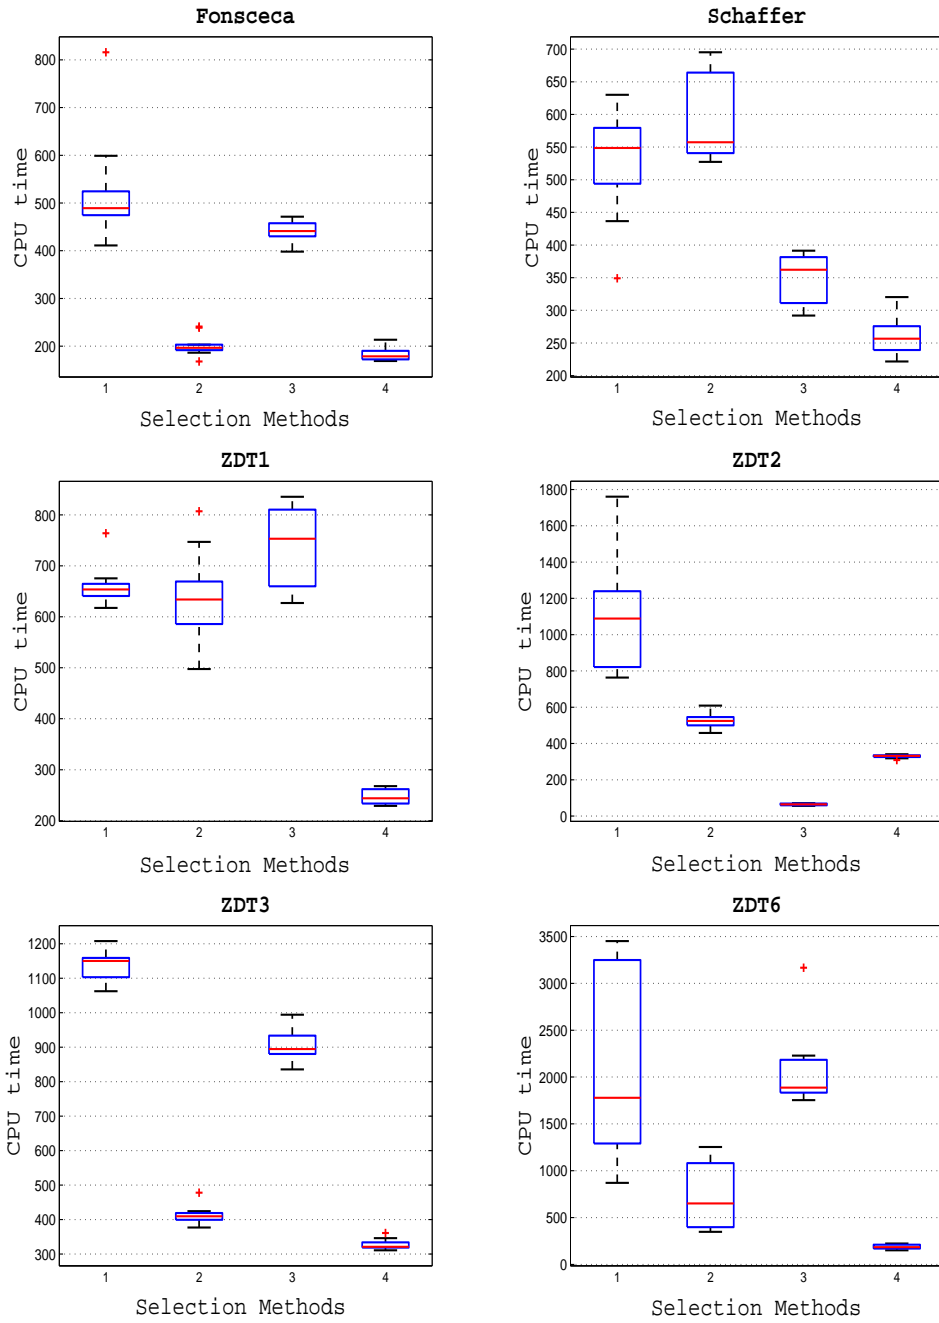 Fonsceca
800
700
600
500
400
300
200
CPU time
1 2 3 4
Selection Methods
Schaffer
700
650
600
550
500
450
400
350
300
250
200
CPU time
1 2 3 4
Selection Methods
ZDT1
800
700
600
500
400
300
200
CPU time
1 2 3 4
Selection Methods
ZDT2
1800
1600
1400
1200
1000
800
600
400
200
0
CPU time
1 2 3 4
Selection Methods
ZDT3
1200
1100
1000
900
800
700
600
500
400
300
CPU time
1 2 3 4
Selection Methods
ZDT6
3500
3000
2500
2000
1500
1000
500
0
CPU time
1 2 3 4
Selection Methods